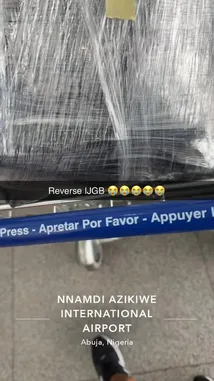 Reverse IJGB 😭😭😭😭😭
Press - Apretar Por Favor - Appuyer
NNAMDI AZIKIWE
INTERNATIONAL
AIRPORT
Abuja, Nigeria